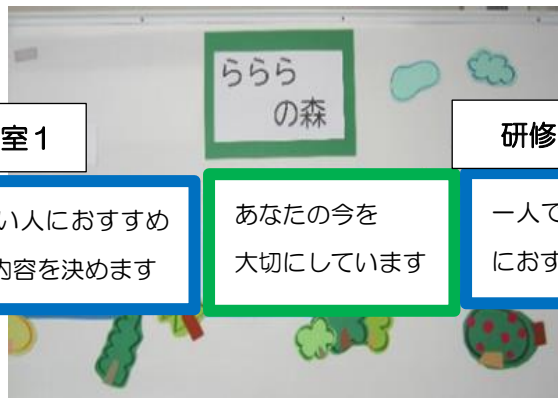 ららら
の森
室1
研修
い人におすすめ
内容を決めます
あなたの今を
大切にしています
一人で
におす